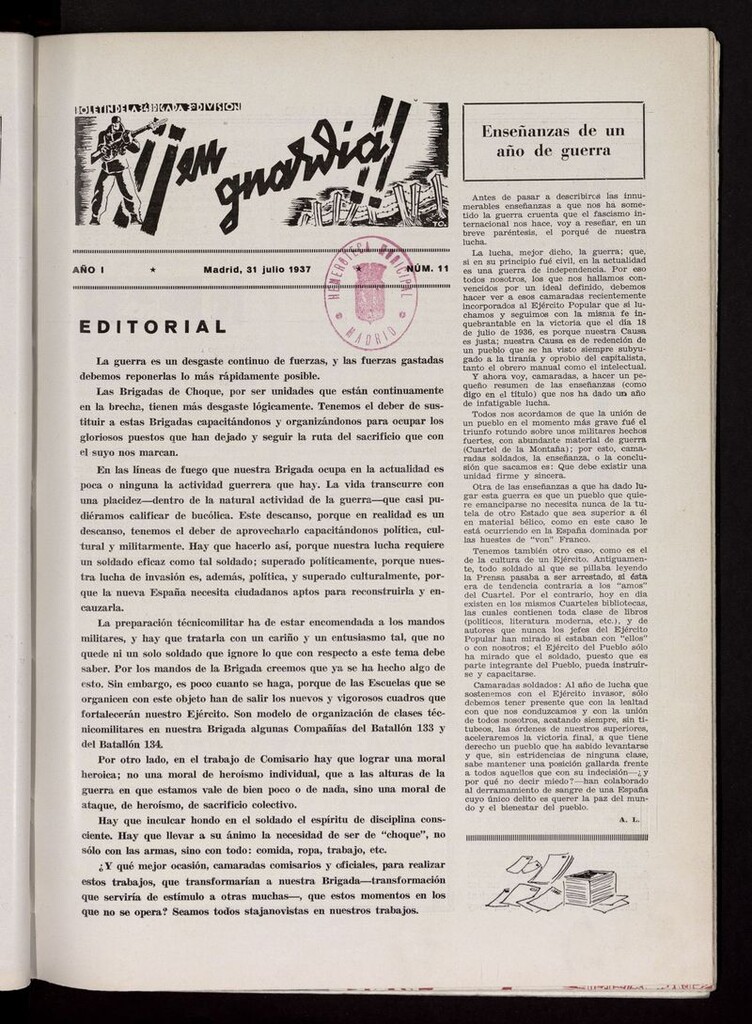 BOLETIN DE LA 34 BRIGADA 3ª DIVISION
¡¡en guardia!!
AÑO I ★ Madrid, 31 julio 1937 ★ NÚM. 11
HEMEROTECA MUNICIPAL
MADRID
EDITORIAL
La guerra es un desgaste continuo de fuerzas, y las fuerzas gastadas
debemos reponerlas lo más rápidamente posible.
Las Brigadas de Choque, por ser unidades que están continuamente
en la brecha, tienen más desgaste lógicamente. Tenemos el deber de sus-
tituir a estas Brigadas capacitándonos y organizándonos para ocupar los
gloriosos puestos que han dejado y seguir la ruta del sacrificio que con
el suyo nos marcan.
En las líneas de fuego que nuestra Brigada ocupa en la actualidad es
poca o ninguna la actividad guerrera que hay. La vida transcurre con
una placidez—dentro de la natural actividad de la guerra—que casi pu-
diéramos calificar de bucólica. Este descanso, porque en realidad es un
descanso, tenemos el deber de aprovecharlo capacitándonos política, cul-
tural y militarmente. Hay que hacerlo así, porque nuestra lucha requiere
un soldado eficaz como tal soldado; superado políticamente, porque nues-
tra lucha de invasión es, además, política, y superado culturalmente, por-
que la nueva España necesita ciudadanos aptos para reconstruirla y en-
cauzarla.
La preparación técnicomilitar ha de estar encomendada a los mandos
militares, y hay que tratarla con un cariño y un entusiasmo tal, que no
quede ni un solo soldado que ignore lo que con respecto a este tema debe
saber. Por los mandos de la Brigada creemos que ya se ha hecho algo de
esto. Sin embargo, es poco cuanto se haga, porque de las Escuelas que se
organicen con este objeto han de salir los nuevos y vigorosos cuadros que
fortalecerán nuestro Ejército. Son modelo de organización de clases téc-
nicomilitares en nuestra Brigada algunas Compañías del Batallón 133 y
del Batallón 134.
Por otro lado, en el trabajo de Comisario hay que lograr una moral
heroica; no una moral de heroísmo individual, que a las alturas de la
guerra en que estamos vale de bien poco o de nada, sino una moral de
ataque, de heroísmo, de sacrificio colectivo.
Hay que inculcar hondo en el soldado el espíritu de disciplina cons-
ciente. Hay que llevar a su ánimo la necesidad de ser de “choque”, no
sólo con las armas, sino con todo: comida, ropa, trabajo, etc.
¿Y qué mejor ocasión, camaradas comisarios y oficiales, para realizar
estos trabajos, que transformarían a nuestra Brigada—transformación
que serviría de estímulo a otras muchas—, que estos momentos en los
que no se opera? Seamos todos stajanovistas en nuestros trabajos.
Enseñanzas de un
año de guerra
Antes de pasar a describiros las innu-
merables enseñanzas a que nos ha some-
tido la guerra cruenta que el fascismo in-
ternacional nos hace, voy a reseñar, en un
breve paréntesis, el porqué de nuestra
lucha.
La lucha, mejor dicho, la guerra; que,
si en su principio fué civil, en la actualidad
es una guerra de independencia. Por eso
todos nosotros, los que nos hallamos con-
vencidos por un ideal definido, debemos
hacer ver a esos camaradas recientemente
incorporados al Ejército Popular que si lu-
chamos y seguimos con la misma fe in-
quebrantable en la victoria que el día 18
de julio de 1936, es porque nuestra Causa
es justa; nuestra Causa es de redención de
un pueblo que se ha visto siempre subyu-
gado a la tiranía y oprobio del capitalista,
tanto el obrero manual como el intelectual.
Y ahora voy, camaradas, a hacer un pe-
queño resumen de las enseñanzas (como
digo en el título) que nos ha dado un año
de infatigable lucha.
Todos nos acordamos de que la unión de
un pueblo en el momento más grave fué el
triunfo rotundo sobre unos militares hechos
fuertes, con abundante material de guerra
(Cuartel de la Montaña); por esto, cama-
radas soldados, la enseñanza, o la conclu-
sión que sacamos es: Que debe existir una
unidad firme y sincera.
Otra de las enseñanzas a que ha dado lu-
gar esta guerra es que un pueblo que quie-
re emanciparse no necesita nunca de la tu-
tela de otro Estado que sea superior a él
en material bélico, como en este caso le
está ocurriendo en la España dominada por
las huestes de “von” Franco.
Tenemos también otro caso, como es el
de la cultura de un Ejército. Antiguamen-
te, todo soldado al que se pillaba leyendo
la Prensa pasaba a ser arrestado, si ésta
era de tendencia contraria a los “amos”
del Cuartel. Por el contrario, hoy en día
existen en los mismos Cuarteles bibliotecas,
las cuales contienen toda clase de libros
(políticos, literatura moderna, etc.), y de
autores que nunca los jefes del Ejército
Popular han mirado si estaban con “ellos”
o con nosotros; el Ejército del Pueblo sólo
ha mirado que el soldado, puesto que es
parte integrante del Pueblo, pueda instruir-
se y capacitarse.
Camaradas soldados: Al año de lucha que
sostenemos con el Ejército invasor, sólo
debemos tener presente que con la lealtad
con que nos conduzcamos y con la unión
de todos nosotros, acatando siempre, sin ti-
tubeos, las órdenes de nuestros superiores,
aceleraremos la victoria final, a que tiene
derecho un pueblo que ha sabido levantarse
y que, sin estridencias de ninguna clase,
sabe mantener una posición gallarda frente
a todos aquellos que con su indecisión—¿y
por qué no decir miedo?—han colaborado
al derramamiento de sangre de una España
cuyo único delito es querer la paz del mun-
do y el bienestar del pueblo.
A. L.